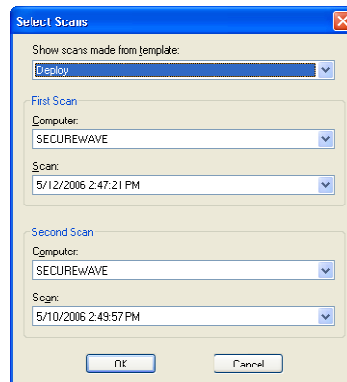 Select Scans
Show scans made from template:
Deploy
First Scan
Computer:
SECUREWAVE
Scan:
5/12/2006 2:47:21 PM
Second Scan
Computer:
SECUREWAVE
Scan:
5/10/2006 2:49:57 PM
OK
Cancel